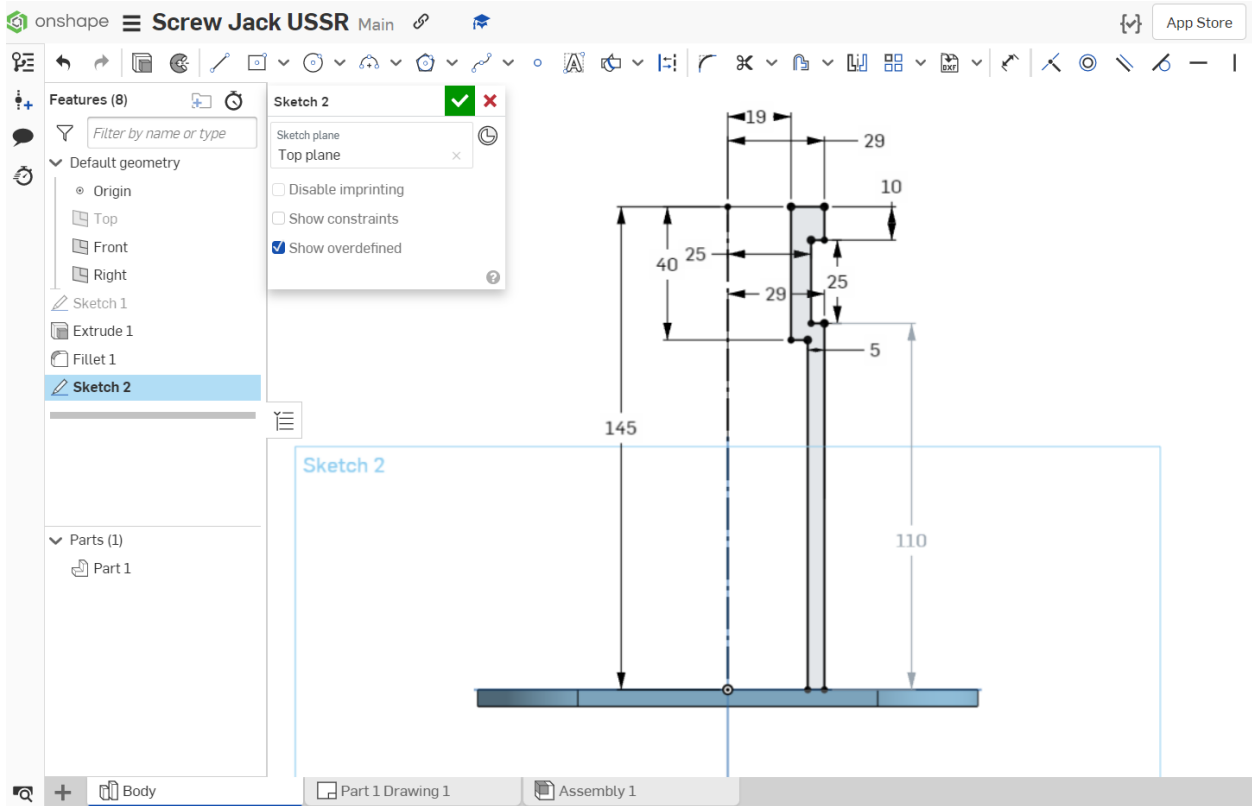 onshape Screw Jack USSR Main App Store
DXF
Features (8)
Filter by name or type
Default geometry
Origin
Top
Front
Right
Sketch 1
Extrude 1
Fillet 1
Sketch 2
Parts (1)
Part 1
Sketch 2
Sketch plane
Top plane
Disable imprinting
Show constraints
Show overdefined
19
29
10
25
40
25
29
5
145
Sketch 2
110
Body
Part 1 Drawing 1
Assembly 1